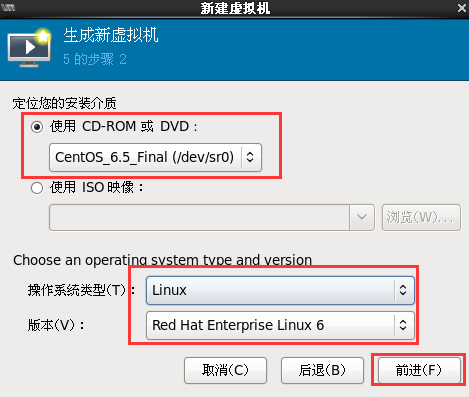 新建虚拟机
生成新虚拟机
5 的步骤 2
定位您的安装介质
使用 CD-ROM 或 DVD：
CentOS_6.5_Final (/dev/sr0)
使用 ISO 映像：
浏览(W)...
Choose an operating system type and version
操作系统类型(T)： Linux
版本(V)： Red Hat Enterprise Linux 6
取消(C) 后退(B) 前进(F)